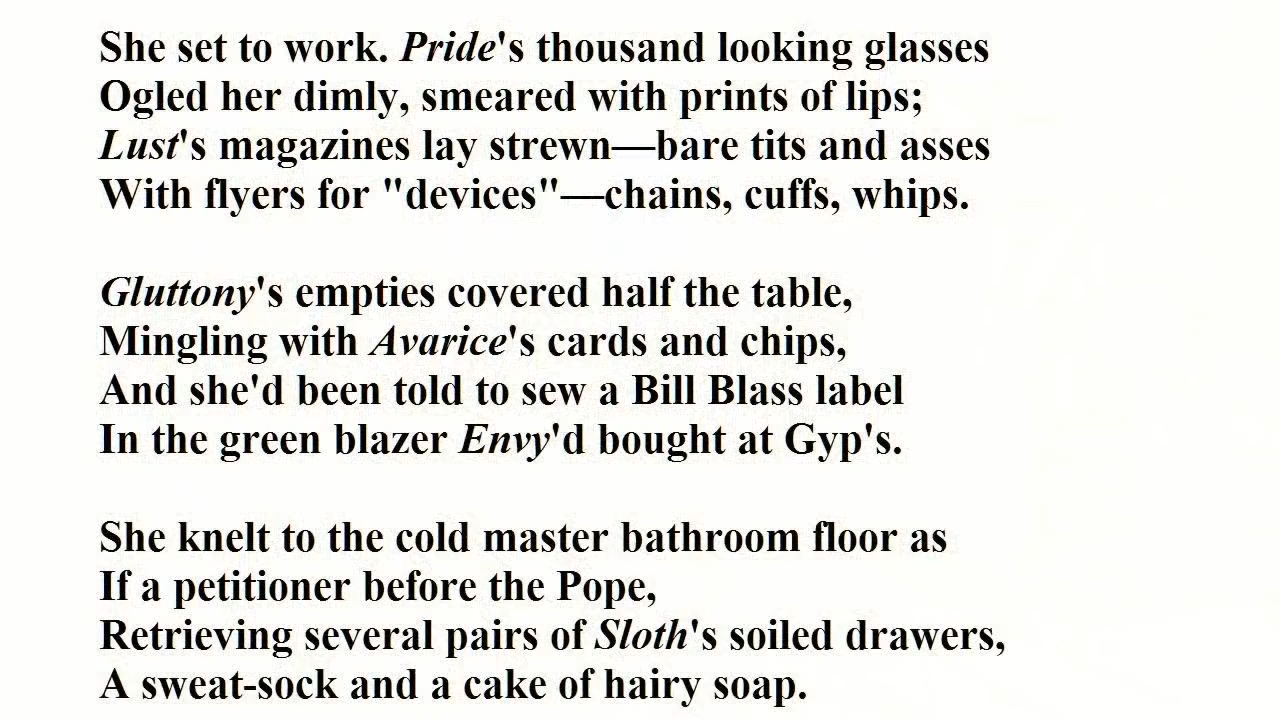 She set to work. Pride's thousand looking glasses
Ogled her dimly, smeared with prints of lips;
Lust's magazines lay strewn—bare tits and asses
With flyers for "devices"—chains, cuffs, whips.
Gluttony's empties covered half the table,
Mingling with Avarice's cards and chips,
And she'd been told to sew a Bill Blass label
In the green blazer Envy'd bought at Gyp's.
She knelt to the cold master bathroom floor as
If a petitioner before the Pope,
Retrieving several pairs of Sloth's soiled drawers,
A sweat-sock and a cake of hairy soap.